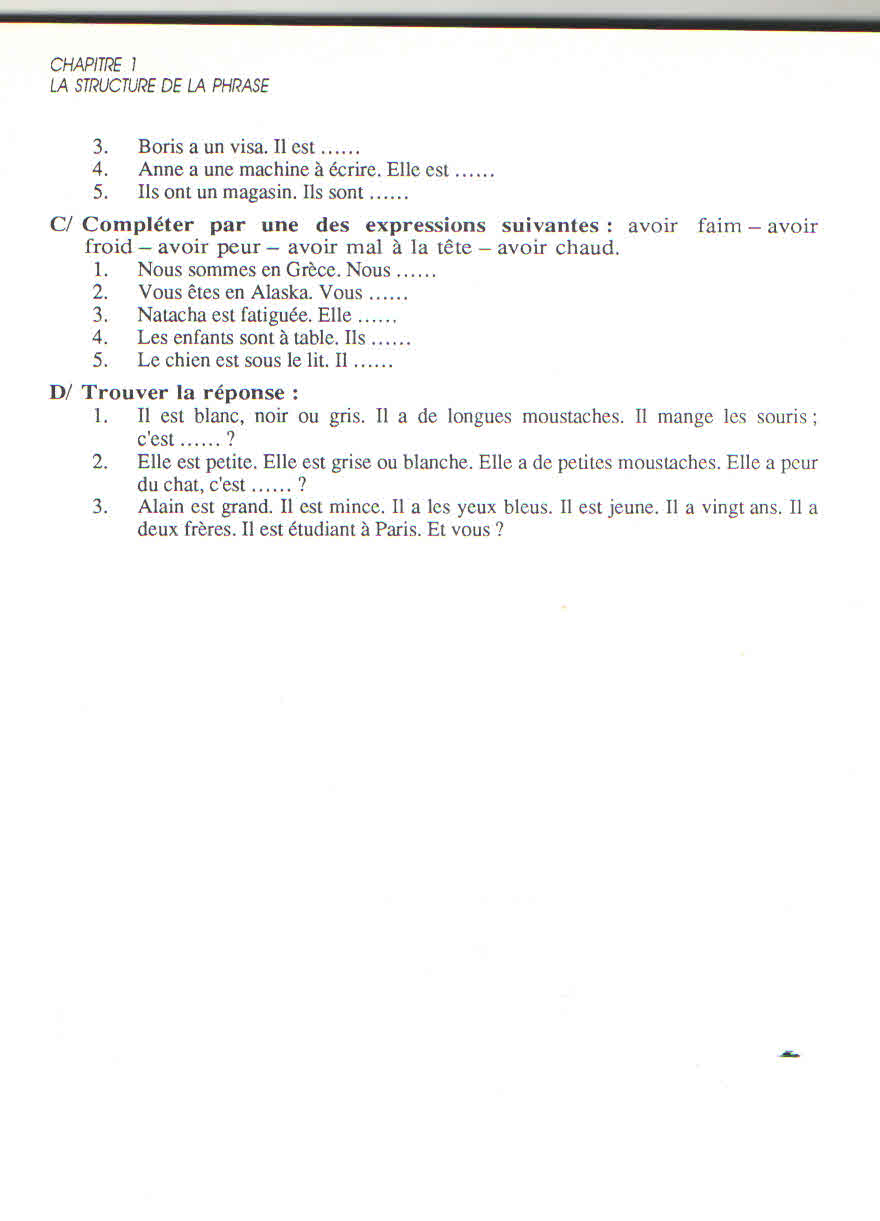 CHAPITRE 1
LA STRUCTURE DE LA PHRASE
3. Boris a un visa. Il est ......
4. Anne a une machine à écrire. Elle est ......
5. Ils ont un magasin. Ils sont ......
C/ Compléter par une des expressions suivantes : avoir faim – avoir
froid – avoir peur – avoir mal à la tête – avoir chaud.
1. Nous sommes en Grèce. Nous ......
2. Vous êtes en Alaska. Vous ......
3. Natacha est fatiguée. Elle ......
4. Les enfants sont à table. Ils ......
5. Le chien est sous le lit. Il ......
D/ Trouver la réponse :
1. Il est blanc, noir ou gris. Il a de longues moustaches. Il mange les souris ;
c'est ...... ?
2. Elle est petite. Elle est grise ou blanche. Elle a de petites moustaches. Elle a peur
du chat, c'est ...... ?
3. Alain est grand. Il est mince. Il a les yeux bleus. Il est jeune. Il a vingt ans. Il a
deux frères. Il est étudiant à Paris. Et vous ?